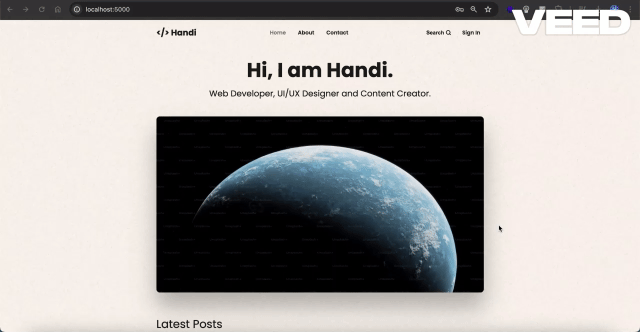 localhost:5000
VEED
</> Handi
Home About Contact Search Sign In
Hi, I am Handi.
Web Developer, UI/UX Designer and Content Creator.
Latest Posts